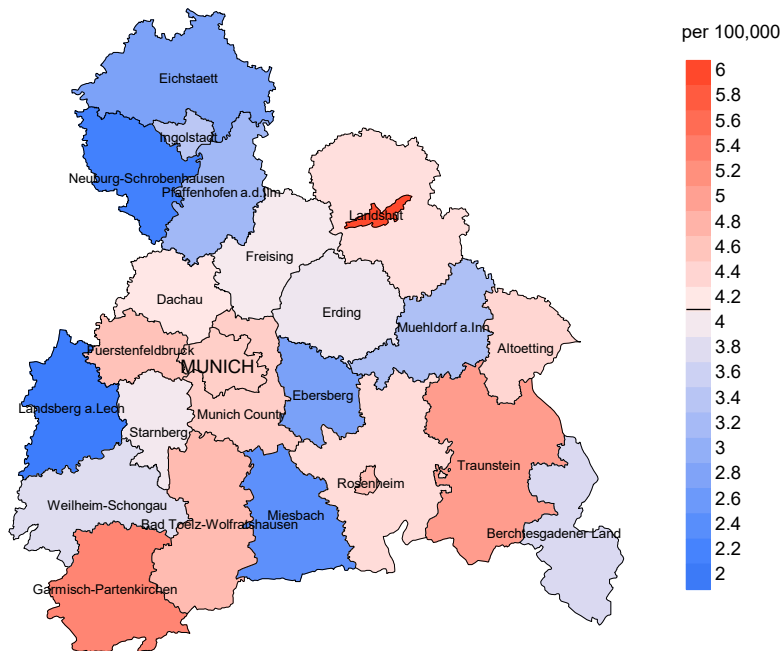 per 100,000
6
5.8
5.6
5.4
5.2
5
4.8
4.6
4.4
4.2
4
3.8
3.6
3.4
3.2
3
2.8
2.6
2.4
2.2
2
Eichstaett
Ingolstadt
Neuburg-Schrobenhausen
Pfaffenhofen a.d.Ilm
Landshut
Freising
Dachau
Erding
Muehldorf a.Inn
Altoetting
Fuerstenfeldbruck
MUNICH
Ebersberg
Landsberg a.Lech
Munich County
Starnberg
Traunstein
Rosenheim
Weilheim-Schongau
Miesbach
Bad Toelz-Wolfratshausen
Berchtesgadener Land
Garmisch-Partenkirchen